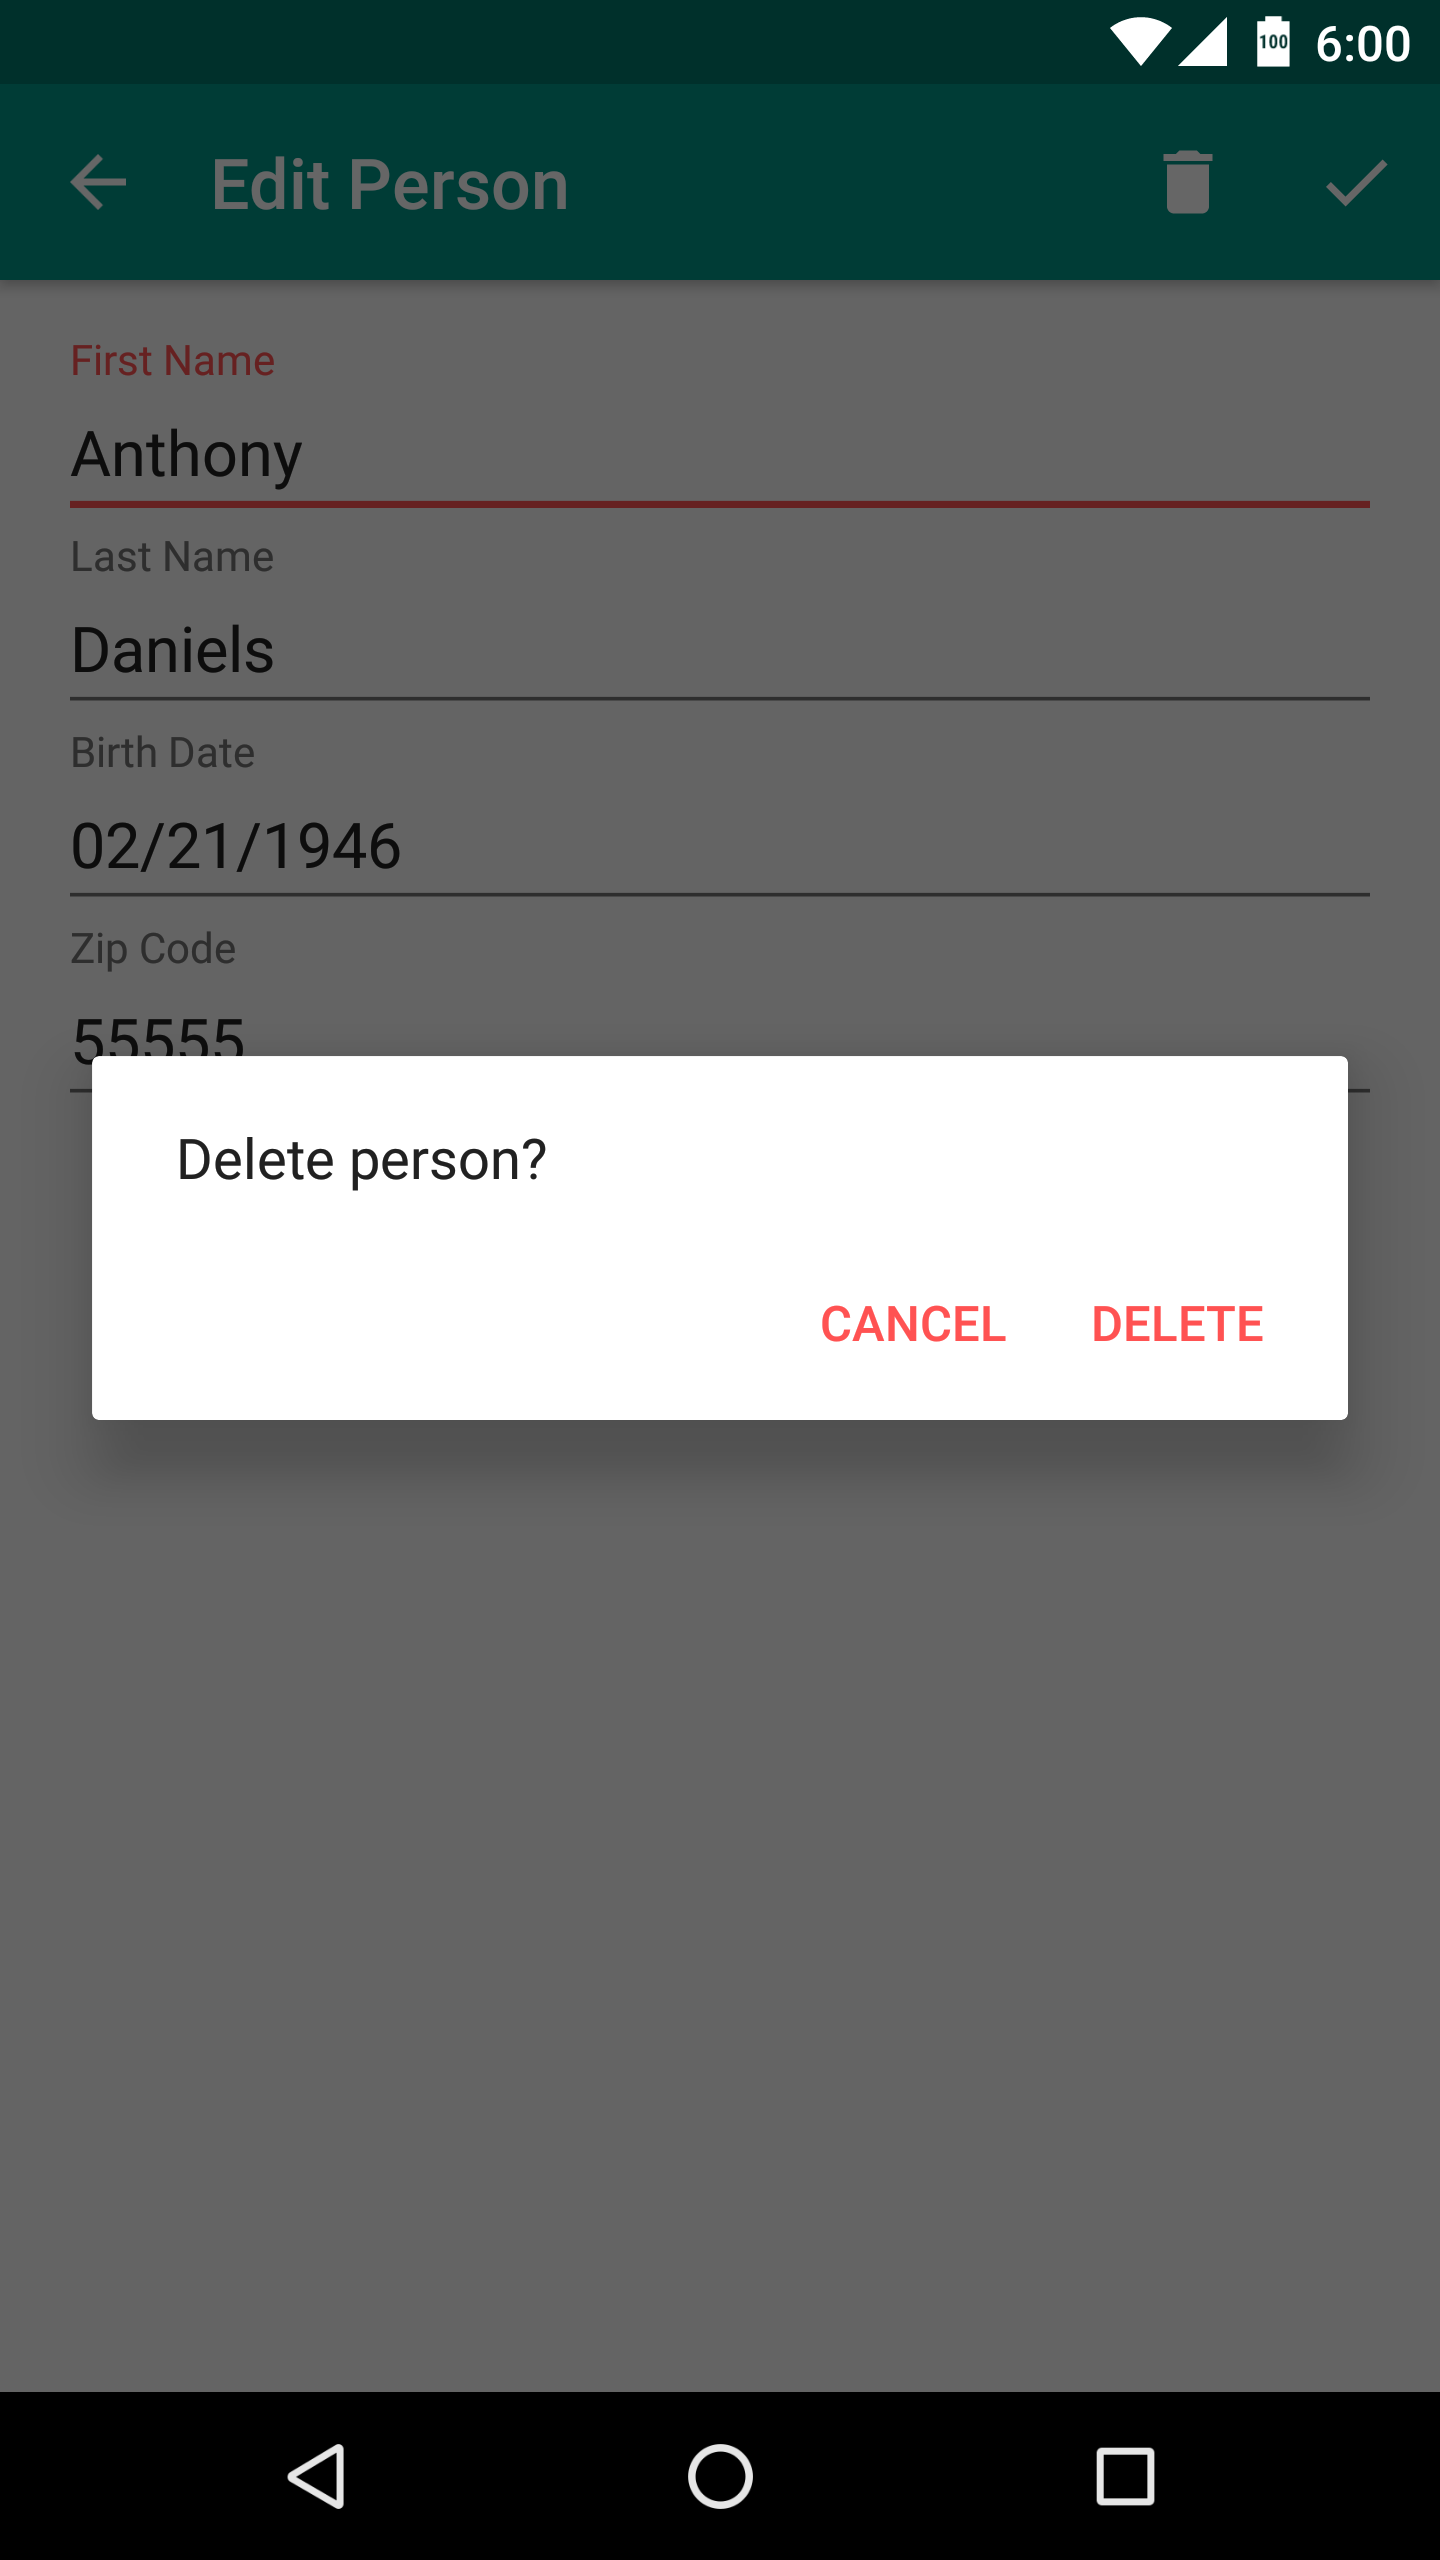 100 6:00
Edit Person
First Name
Anthony
Last Name
Daniels
Birth Date
02/21/1946
Zip Code
55555
Delete person?
CANCEL DELETE